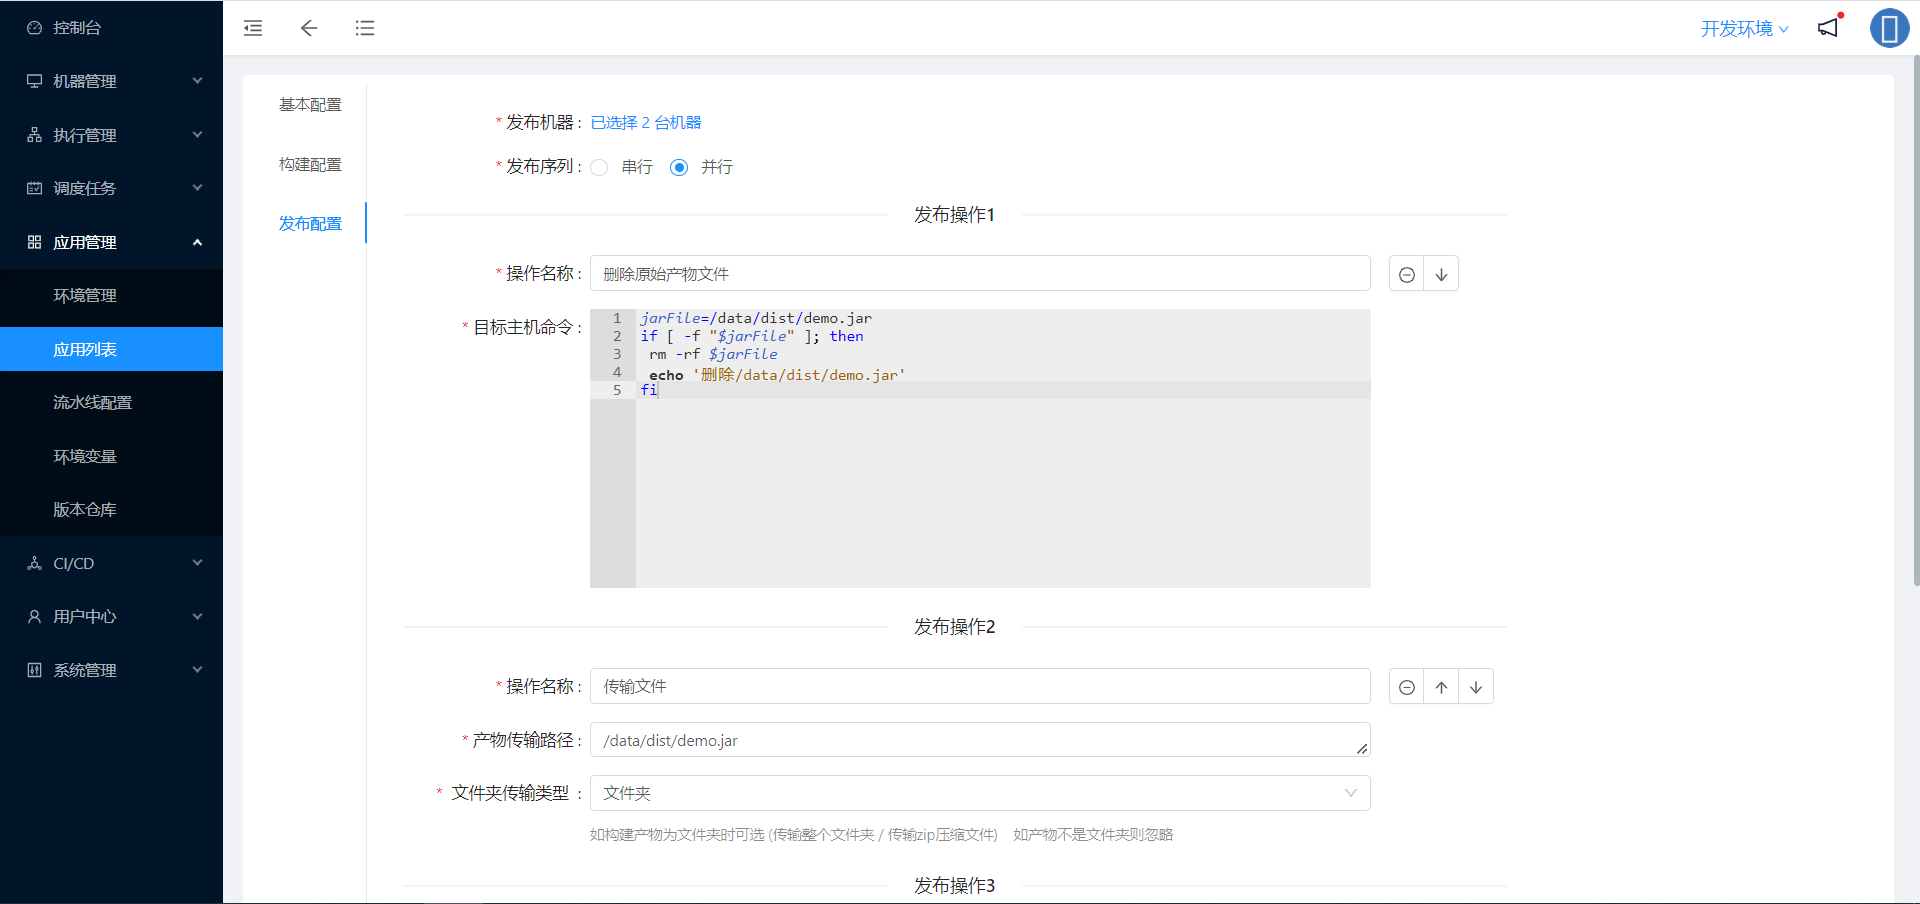 控制台
机器管理
执行管理
调度任务
应用管理
环境管理
应用列表
流水线配置
环境变量
版本仓库
CI/CD
用户中心
系统管理
开发环境
基本配置
构建配置
发布配置
* 发布机器 : 已选择 2 台机器
* 发布序列 : 串行 并行
发布操作1
* 操作名称 : 删除原始产物文件
* 目标主机命令 :
1 jarFile=/data/dist/demo.jar
2 if [ -f "$jarFile" ]; then
3 rm -rf $jarFile
4 echo '删除/data/dist/demo.jar'
5 fi
发布操作2
* 操作名称 : 传输文件
* 产物传输路径 : /data/dist/demo.jar
* 文件夹传输类型 : 文件夹
如构建产物为文件夹时可选 (传输整个文件夹 / 传输zip压缩文件) 如产物不是文件夹则忽略
发布操作3